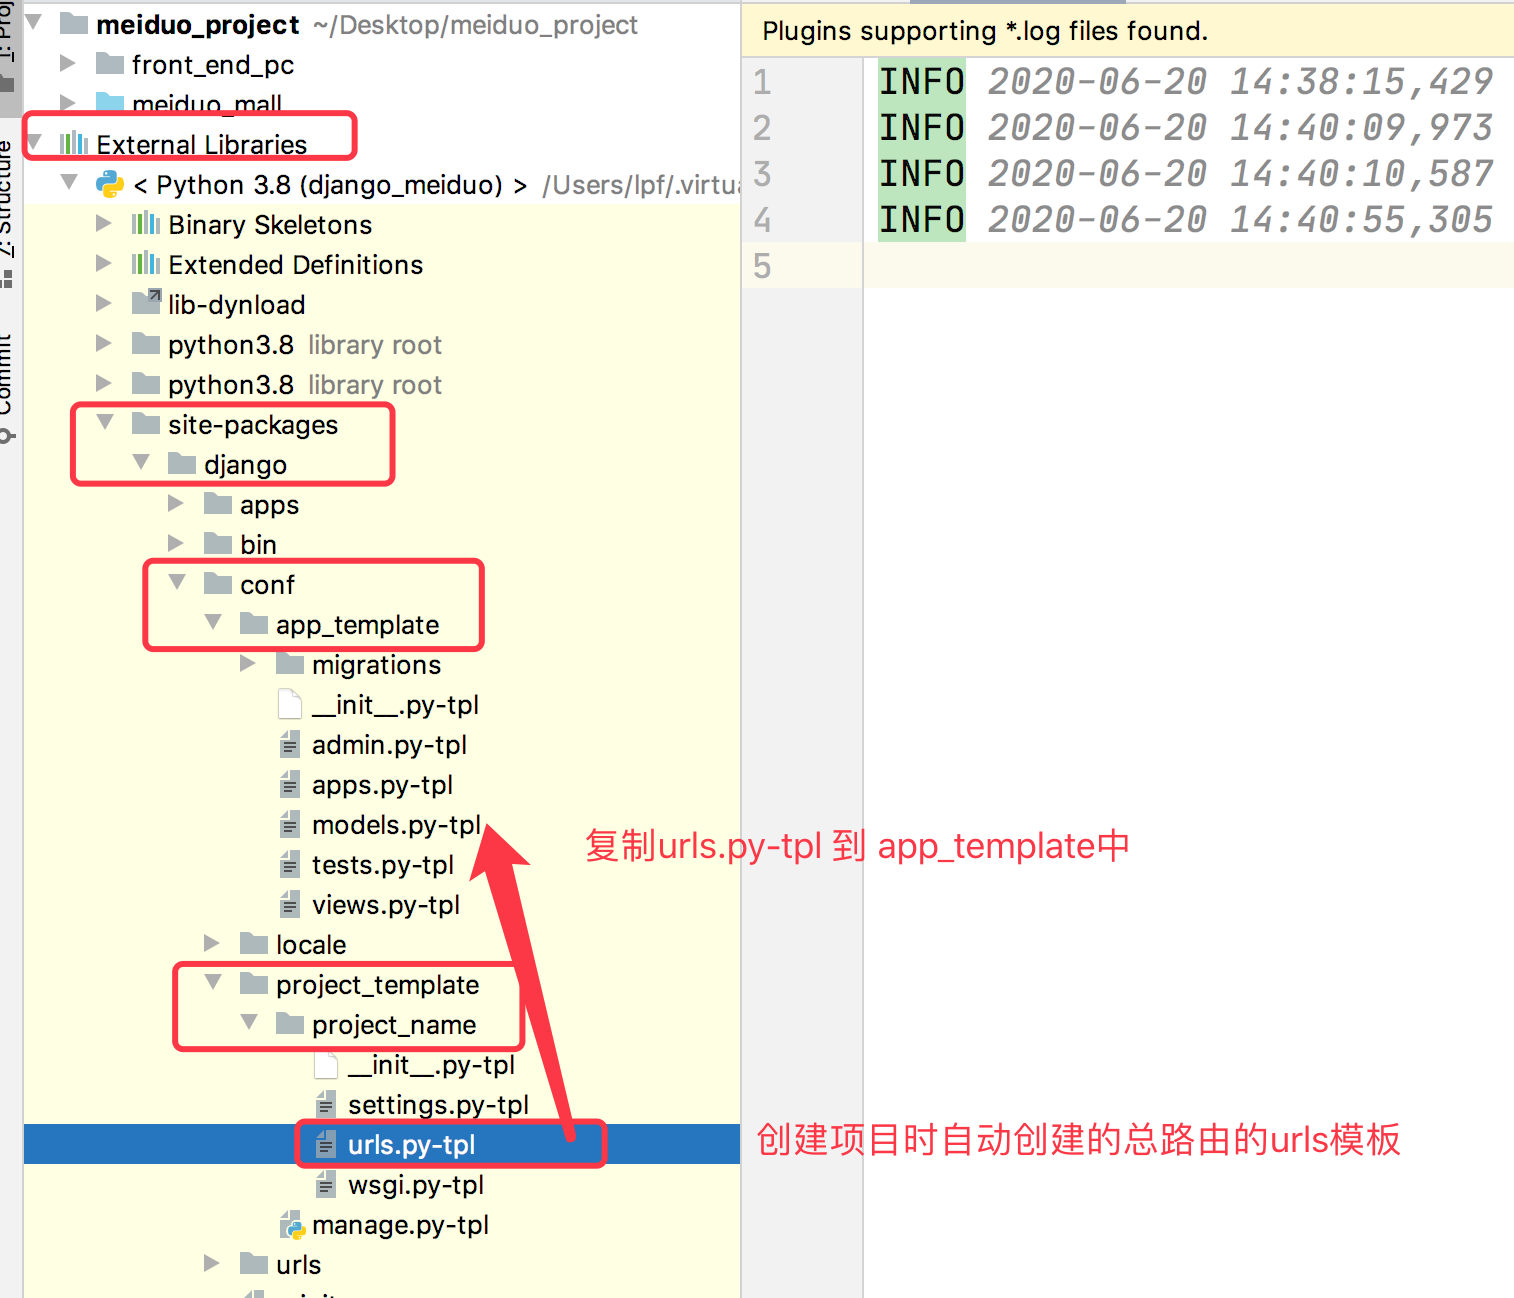 1: Proj
meiduo_project ~/Desktop/meiduo_project
front_end_pc
meiduo_mall
External Libraries
< Python 3.8 (django_meiduo) > /Users/lpf/.virtua
Binary Skeletons
Extended Definitions
lib-dynload
python3.8 library root
python3.8 library root
site-packages
django
apps
bin
conf
app_template
migrations
__init__.py-tpl
admin.py-tpl
apps.py-tpl
models.py-tpl
tests.py-tpl
views.py-tpl
locale
project_template
project_name
__init__.py-tpl
settings.py-tpl
urls.py-tpl
wsgi.py-tpl
manage.py-tpl
urls
7: Structure
Commit
Plugins supporting *.log files found.
1 INFO 2020-06-20 14:38:15,429
2 INFO 2020-06-20 14:40:09,973
3 INFO 2020-06-20 14:40:10,587
4 INFO 2020-06-20 14:40:55,305
5
复制urls.py-tpl 到 app_template中
创建项目时自动创建的总路由的urls模板